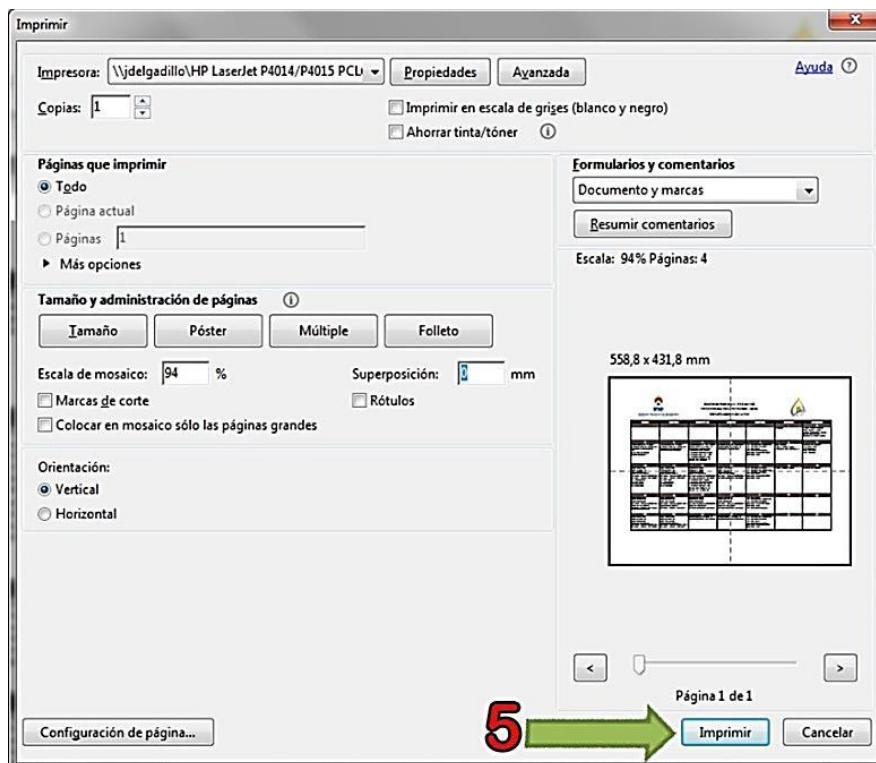 Imprimir
Impresora: \\jdelgadillo\HP LaserJet P4014/P4015 PCL Propiedades Avanzada Ayuda
Copias: 1 Imprimir en escala de grises (blanco y negro)
Ahorrar tinta/tóner
Páginas que imprimir
Todo
Página actual
Páginas 1
Más opciones
Formularios y comentarios
Documento y marcas
Resumir comentarios
Escala: 94% Páginas: 4
Tamaño y administración de páginas
Tamaño Póster Múltiple Folleto
Escala de mosaico: 94 % Superposición: 0 mm
Marcas de corte Rótulos
Colocar en mosaico sólo las páginas grandes
Orientación:
Vertical
Horizontal
558,8 x 431,8 mm
< >
Página 1 de 1
Configuración de página... 5 Imprimir Cancelar